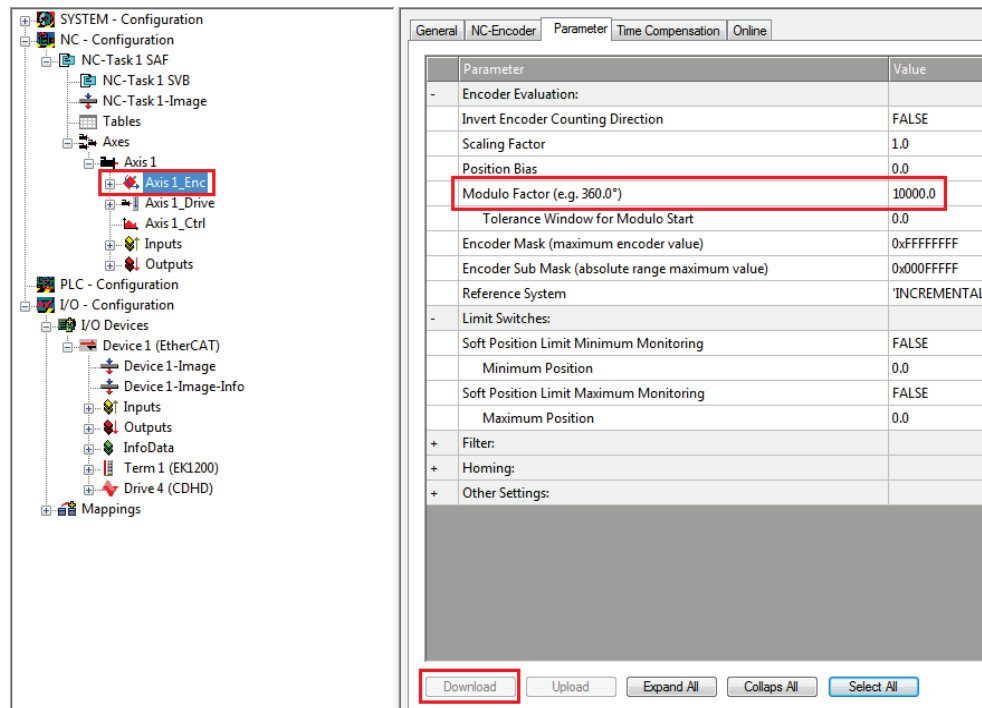 SYSTEM - Configuration
NC - Configuration
NC-Task 1 SAF
NC-Task 1 SVB
NC-Task 1-Image
Tables
Axes
Axis 1
Axis 1_Enc
Axis 1_Drive
Axis 1_Ctrl
Inputs
Outputs
PLC - Configuration
I/O - Configuration
I/O Devices
Device 1 (EtherCAT)
Device 1-Image
Device 1-Image-Info
Inputs
Outputs
InfoData
Term 1 (EK1200)
Drive 4 (CDHD)
Mappings
General NC-Encoder Parameter Time Compensation Online
Parameter Value
- Encoder Evaluation:
Invert Encoder Counting Direction FALSE
Scaling Factor 1.0
Position Bias 0.0
Modulo Factor (e.g. 360.0°) 10000.0
Tolerance Window for Modulo Start 0.0
Encoder Mask (maximum encoder value) 0xFFFFFFFF
Encoder Sub Mask (absolute range maximum value) 0x000FFFFF
Reference System 'INCREMENTAL
- Limit Switches:
Soft Position Limit Minimum Monitoring FALSE
Minimum Position 0.0
Soft Position Limit Maximum Monitoring FALSE
Maximum Position 0.0
+ Filter:
+ Homing:
+ Other Settings:
Download Upload Expand All Collaps All Select All